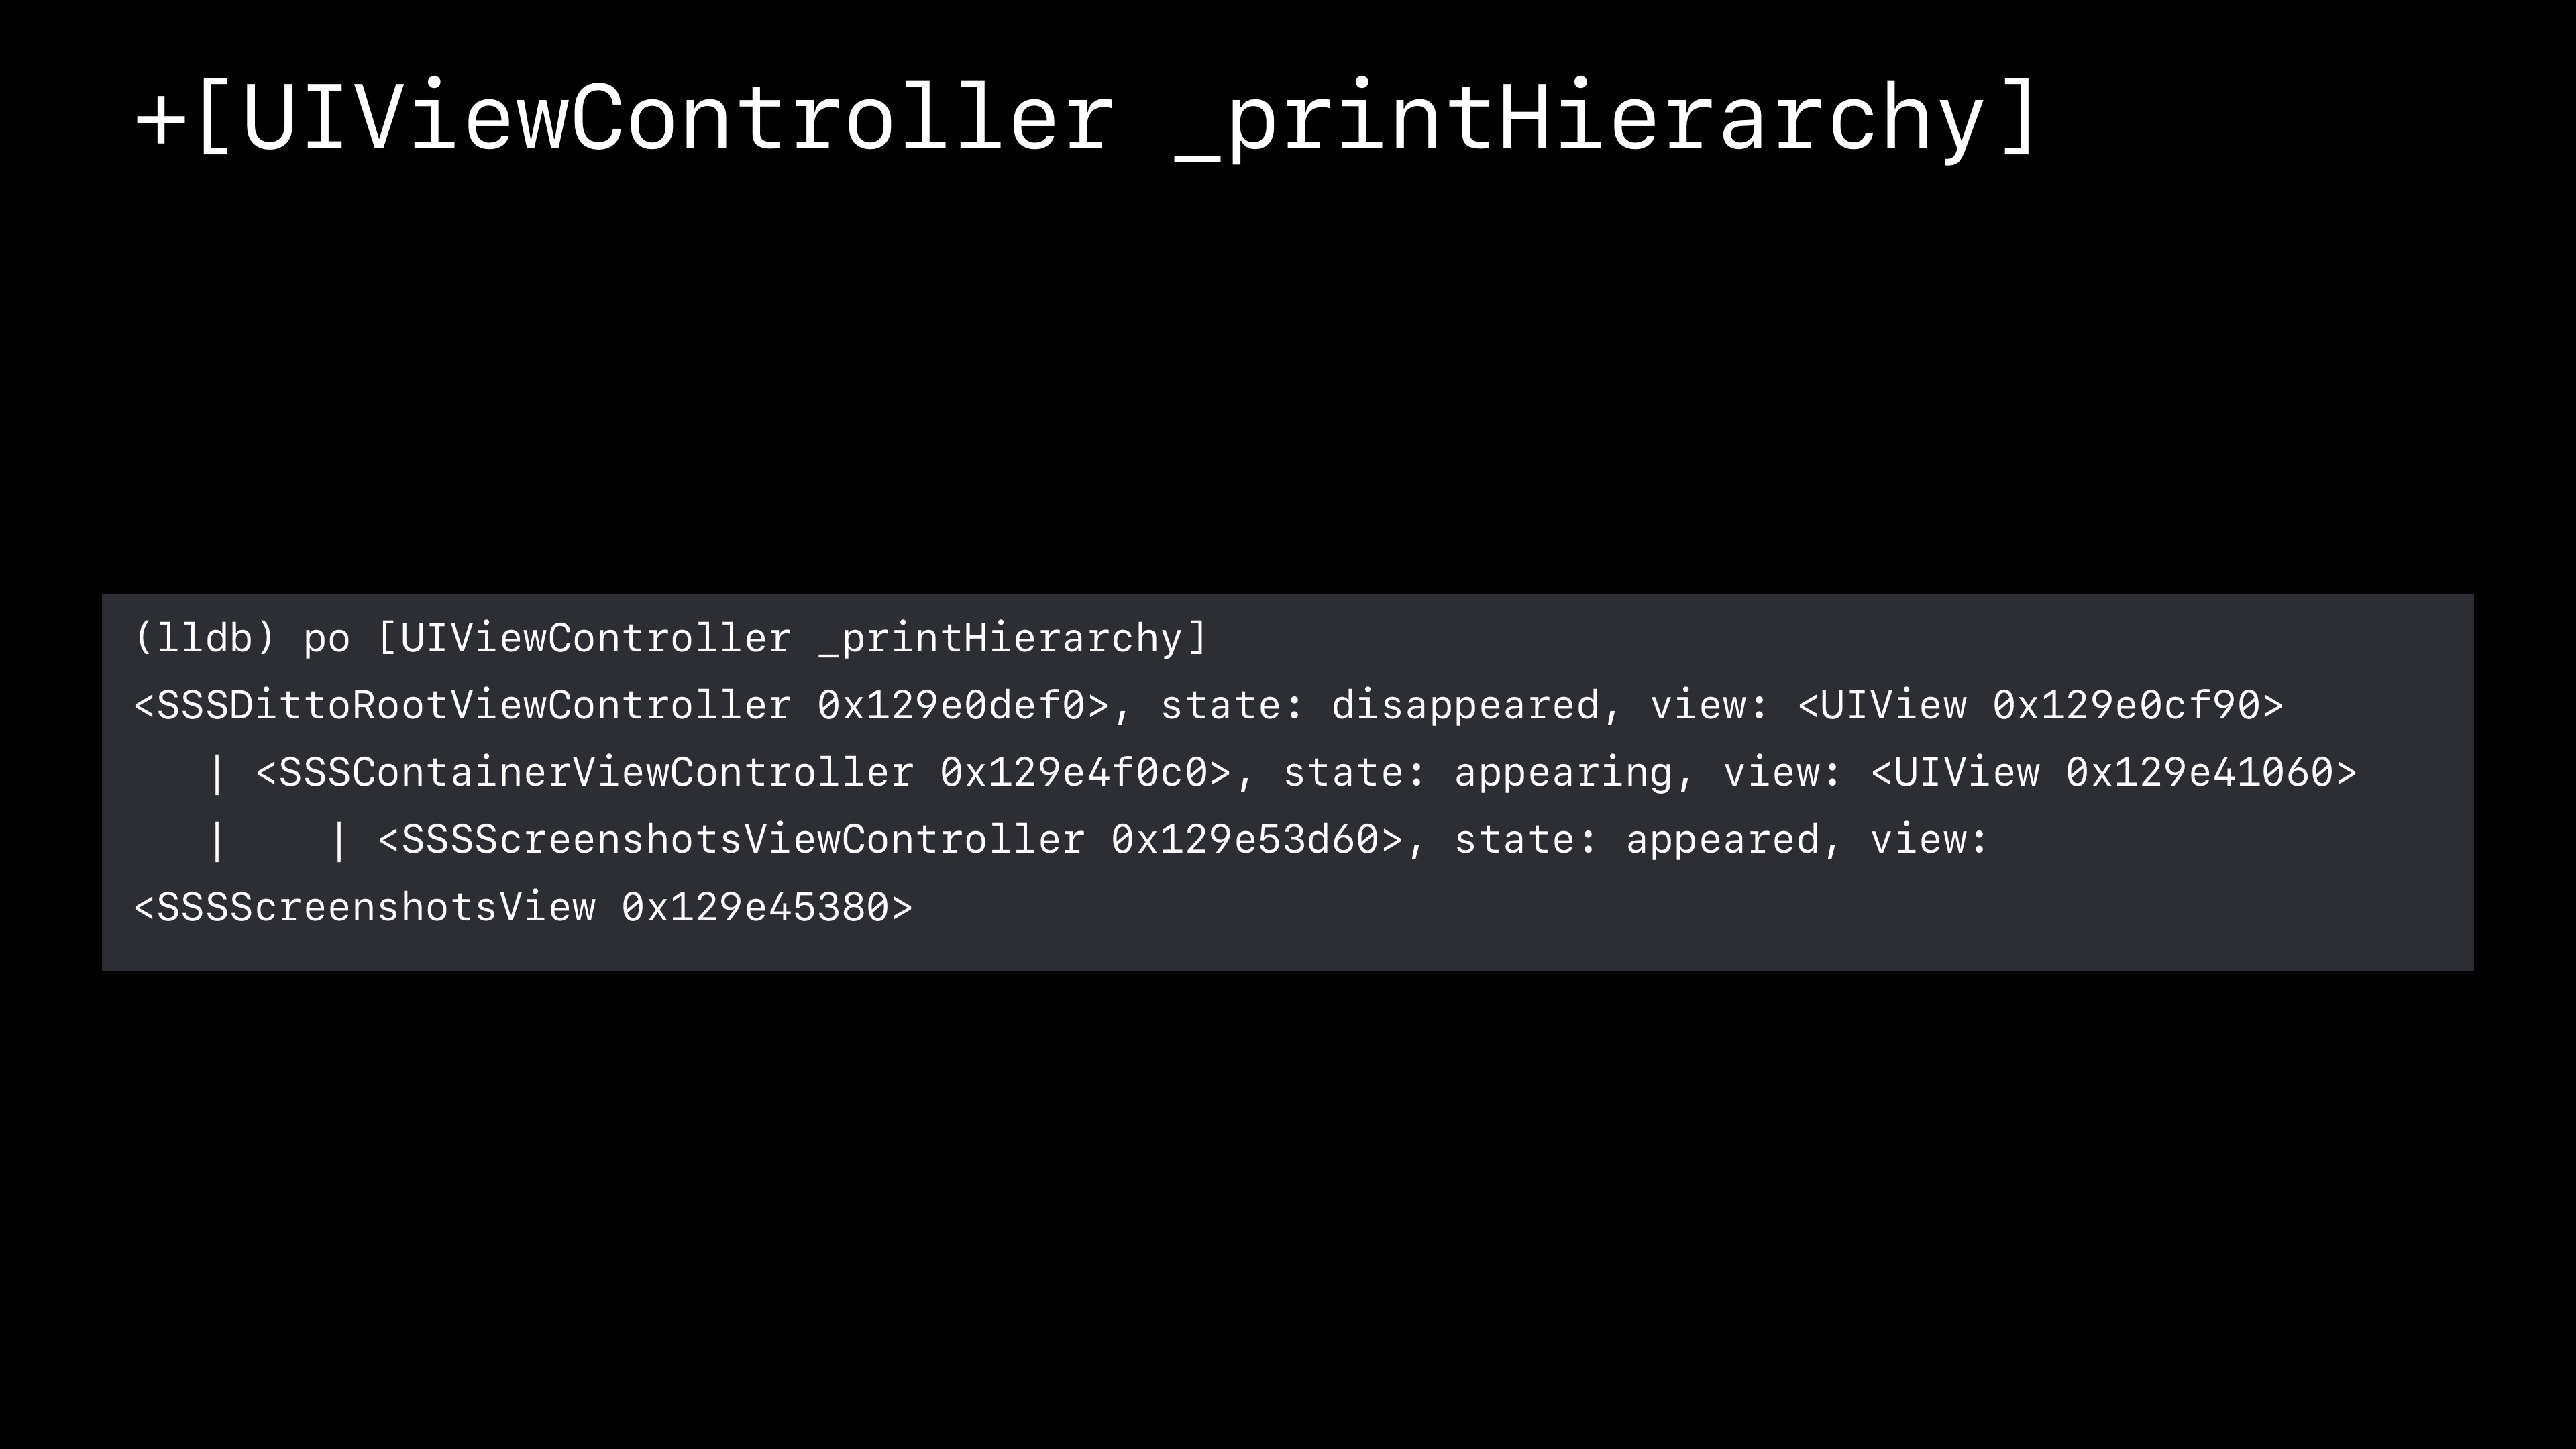 +[UIViewController _printHierarchy]
(lldb) po [UIViewController _printHierarchy]
<SSSDittoRootViewController 0x129e0def0>, state: disappeared, view: <UIView 0x129e0cf90>
   | <SSSContainerViewController 0x129e4f0c0>, state: appearing, view: <UIView 0x129e41060>
   |    | <SSSScreenshotsViewController 0x129e53d60>, state: appeared, view:
<SSSScreenshotsView 0x129e45380>